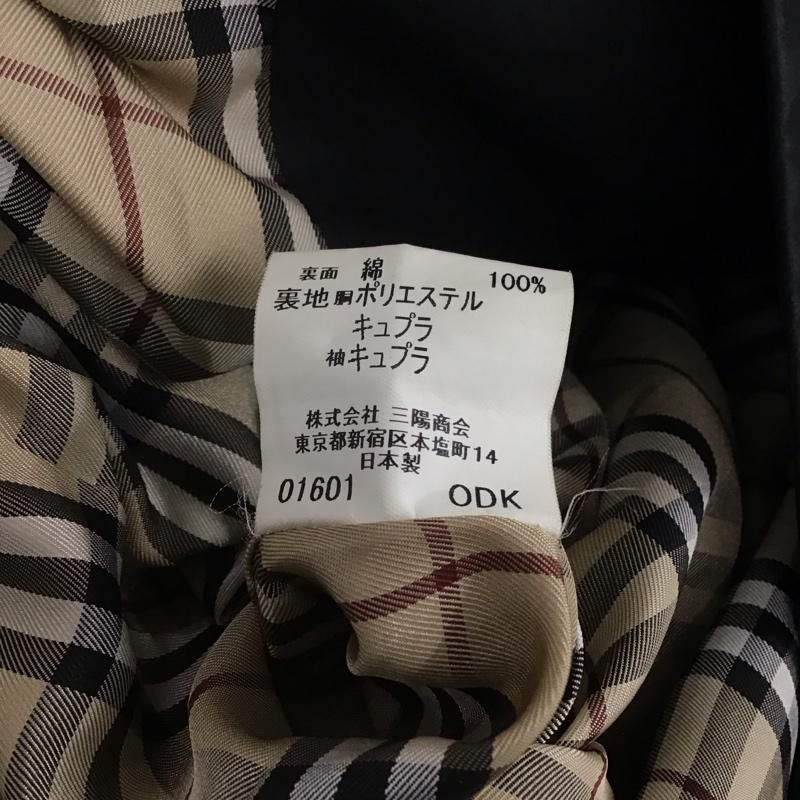 裏面 綿 100%
裏地 胴ポリエステル
キュプラ
袖キュプラ
株式会社 三陽商会
東京都新宿区本塩町14
日本製
01601 ODK